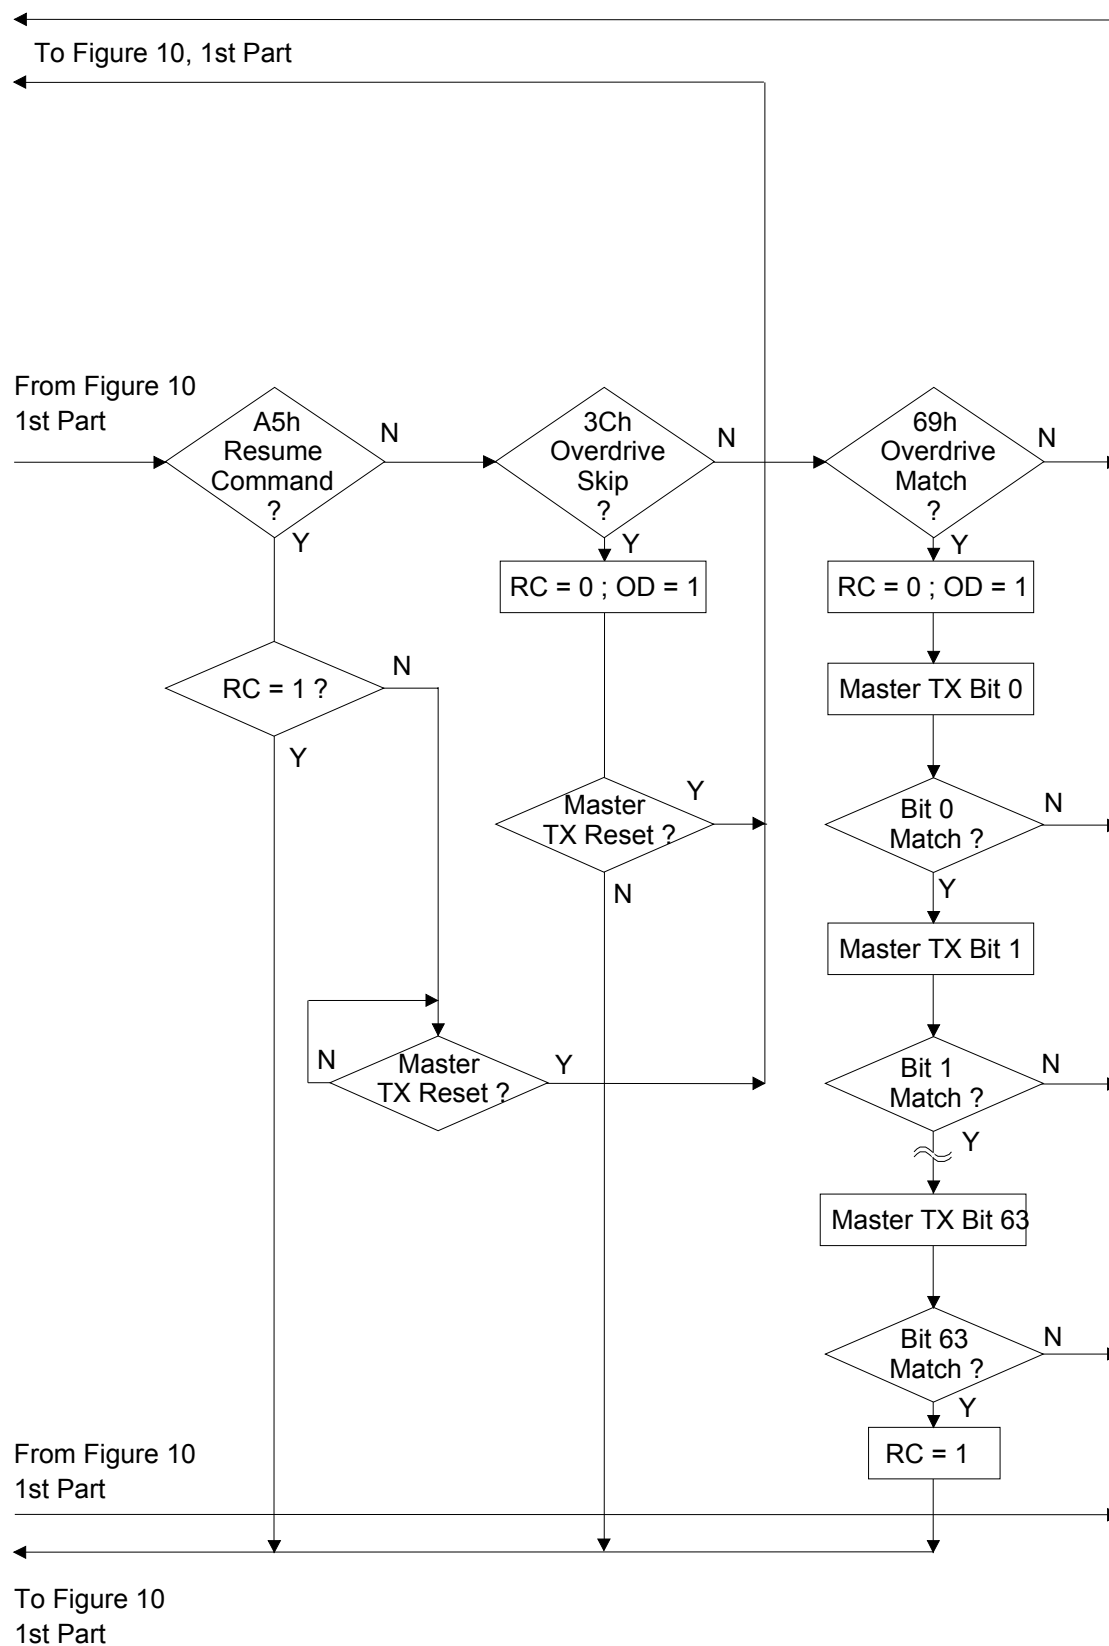 To Figure 10, 1st Part
From Figure 10
1st Part
A5h
Resume
Command
?
N
Y
3Ch
Overdrive
Skip
?
N
Y
69h
Overdrive
Match
?
N
Y
RC = 0 ; OD = 1
RC = 0 ; OD = 1
RC = 1 ?
N
Y
Master TX Bit 0
Master
TX Reset ?
Y
N
Bit 0
Match ?
N
Y
Master TX Bit 1
Master
TX Reset ?
N
Y
Bit 1
Match ?
N
Y
Master TX Bit 63
Bit 63
Match ?
N
Y
RC = 1
From Figure 10
1st Part
To Figure 10
1st Part